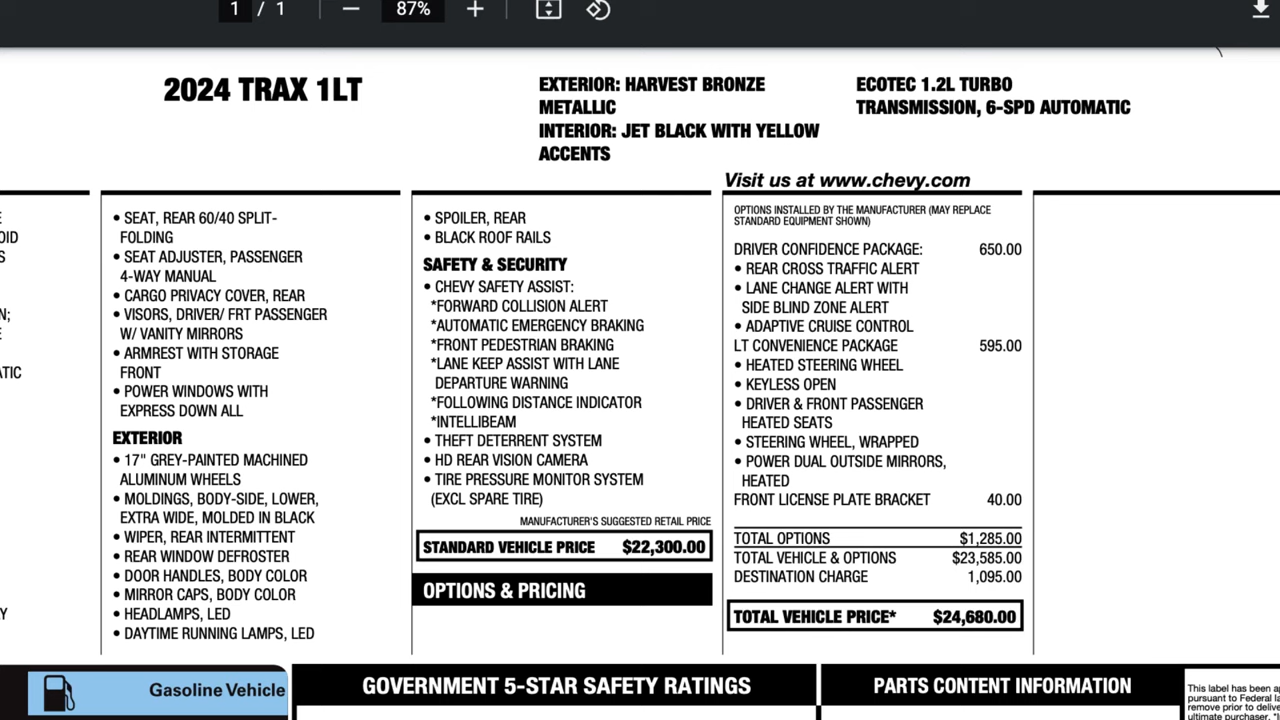 1 / 1
87%
2024 TRAX 1LT
EXTERIOR: HARVEST BRONZE
METALLIC
INTERIOR: JET BLACK WITH YELLOW
ACCENTS
ECOTEC 1.2L TURBO
TRANSMISSION, 6-SPD AUTOMATIC
Visit us at www.chevy.com
• SEAT, REAR 60/40 SPLIT-
FOLDING
• SEAT ADJUSTER, PASSENGER
4-WAY MANUAL
• CARGO PRIVACY COVER, REAR
• VISORS, DRIVER/ FRT PASSENGER
W/ VANITY MIRRORS
• ARMREST WITH STORAGE
FRONT
• POWER WINDOWS WITH
EXPRESS DOWN ALL
EXTERIOR
• 17" GREY-PAINTED MACHINED
ALUMINUM WHEELS
• MOLDINGS, BODY-SIDE, LOWER,
EXTRA WIDE, MOLDED IN BLACK
• WIPER, REAR INTERMITTENT
• REAR WINDOW DEFROSTER
• DOOR HANDLES, BODY COLOR
• MIRROR CAPS, BODY COLOR
• HEADLAMPS, LED
• DAYTIME RUNNING LAMPS, LED
• SPOILER, REAR
• BLACK ROOF RAILS
SAFETY & SECURITY
• CHEVY SAFETY ASSIST:
*FORWARD COLLISION ALERT
*AUTOMATIC EMERGENCY BRAKING
*FRONT PEDESTRIAN BRAKING
*LANE KEEP ASSIST WITH LANE
DEPARTURE WARNING
*FOLLOWING DISTANCE INDICATOR
*INTELLIBEAM
• THEFT DETERRENT SYSTEM
• HD REAR VISION CAMERA
• TIRE PRESSURE MONITOR SYSTEM
(EXCL SPARE TIRE)
MANUFACTURER'S SUGGESTED RETAIL PRICE
STANDARD VEHICLE PRICE $22,300.00
OPTIONS & PRICING
OPTIONS INSTALLED BY THE MANUFACTURER (MAY REPLACE
STANDARD EQUIPMENT SHOWN)
DRIVER CONFIDENCE PACKAGE: 650.00
• REAR CROSS TRAFFIC ALERT
• LANE CHANGE ALERT WITH
SIDE BLIND ZONE ALERT
• ADAPTIVE CRUISE CONTROL
LT CONVENIENCE PACKAGE 595.00
• HEATED STEERING WHEEL
• KEYLESS OPEN
• DRIVER & FRONT PASSENGER
HEATED SEATS
• STEERING WHEEL, WRAPPED
• POWER DUAL OUTSIDE MIRRORS,
HEATED
FRONT LICENSE PLATE BRACKET 40.00
TOTAL OPTIONS $1,285.00
TOTAL VEHICLE & OPTIONS $23,585.00
DESTINATION CHARGE 1,095.00
TOTAL VEHICLE PRICE* $24,680.00
Gasoline Vehicle
GOVERNMENT 5-STAR SAFETY RATINGS
PARTS CONTENT INFORMATION
This label has been
pursuant to Federal
remove prior to
ultimate purchaser.